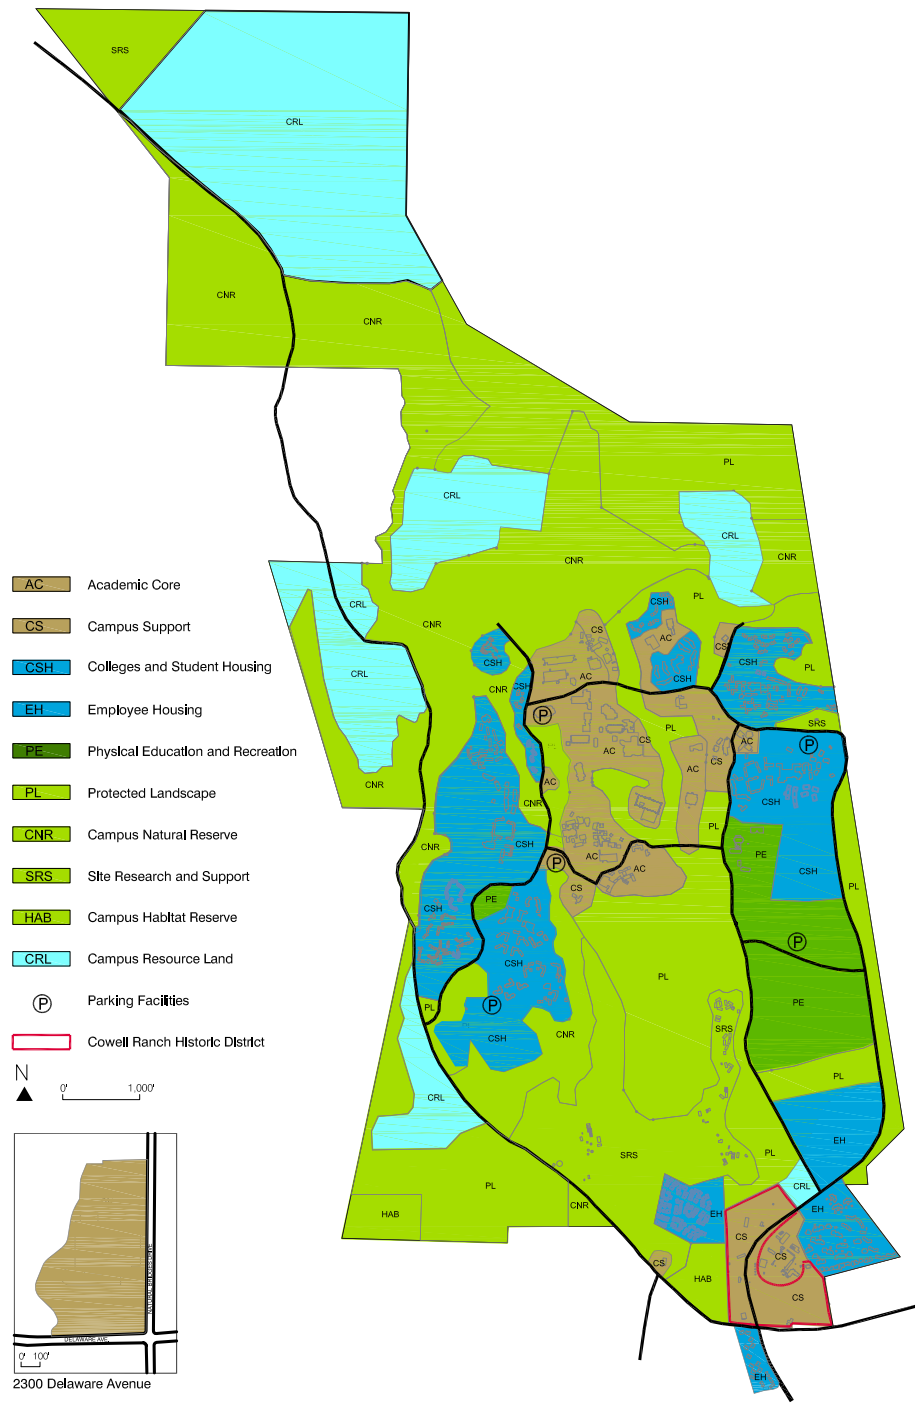 SRS
CRL
CNR
CNR
PL
CRL
CRL
CNR
CNR
CRL
CSH
PL
CNR
CS
AC
CS
CSH
PL
CSH
AC
CSH
CSH
CNR
CRL
SRS
P
PL
CS
AC
P
AC
CS
AC
CNR
AC
CSH
CNR
PL
CSH
CNR
PE
P
AC
AC
CSH
PL
CS
PE
CSH
P
CSH
PL
PE
P
PL
SRS
CSH
CNR
PL
CRL
EH
SRS
PL
PL
CRL
CNR
HAB
EH
EH
CS
CS
CS
HAB
CS
EH
AC Academic Core
CS Campus Support
CSH Colleges and Student Housing
EH Employee Housing
PE Physical Education and Recreation
PL Protected Landscape
CNR Campus Natural Reserve
SRS Site Research and Support
HAB Campus Habitat Reserve
CRL Campus Resource Land
P Parking Facilities
Cowell Ranch Historic District
N
0' 1,000'
DELAWARE AVE.
0' 100'
2300 Delaware Avenue